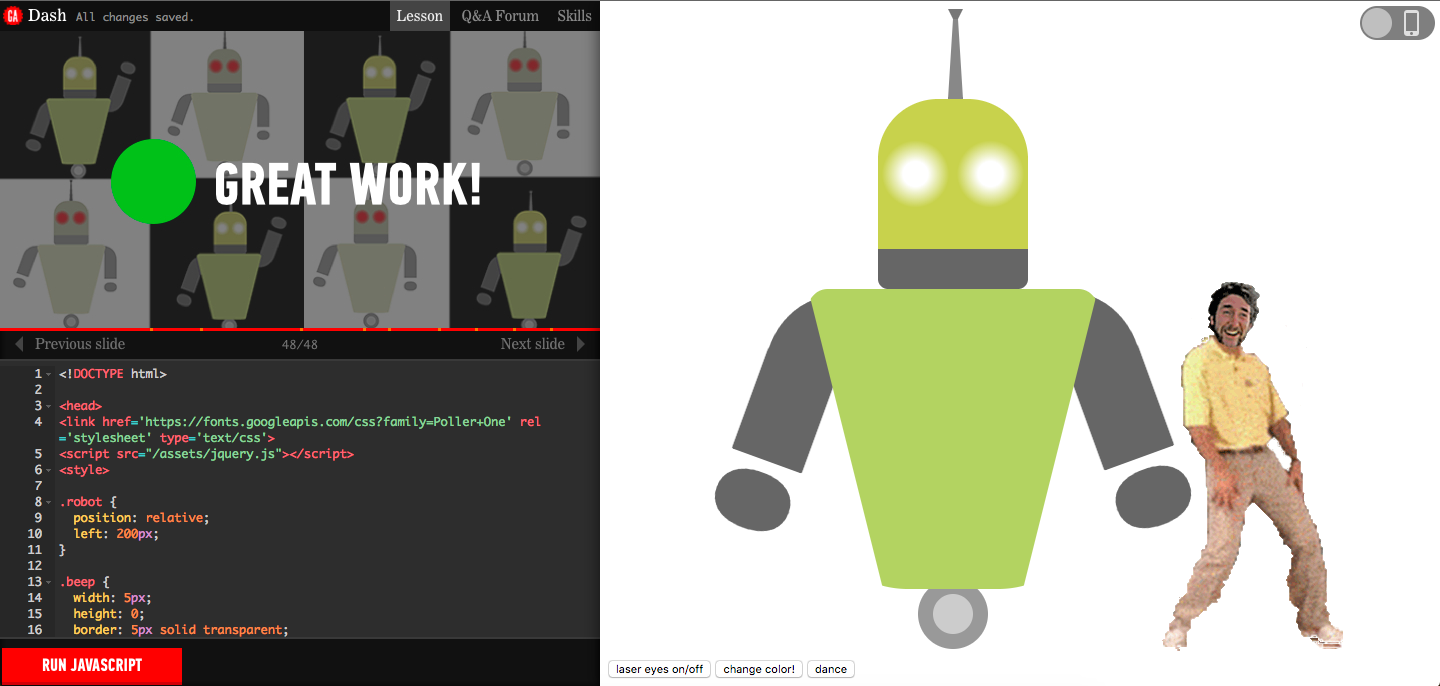 GA Dash All changes saved. Lesson Q&A Forum Skills
GREAT WORK!
Previous slide 48/48 Next slide
1 <!DOCTYPE html>
2
3 <head>
4 <link href='https://fonts.googleapis.com/css?family=Poller+One' rel
='stylesheet' type='text/css'>
5 <script src="/assets/jquery.js"></script>
6 <style>
7
8 .robot {
9 position: relative;
10 left: 200px;
11 }
12
13 .beep {
14 width: 5px;
15 height: 0;
16 border: 5px solid transparent;
RUN JAVASCRIPT
laser eyes on/off change color! dance